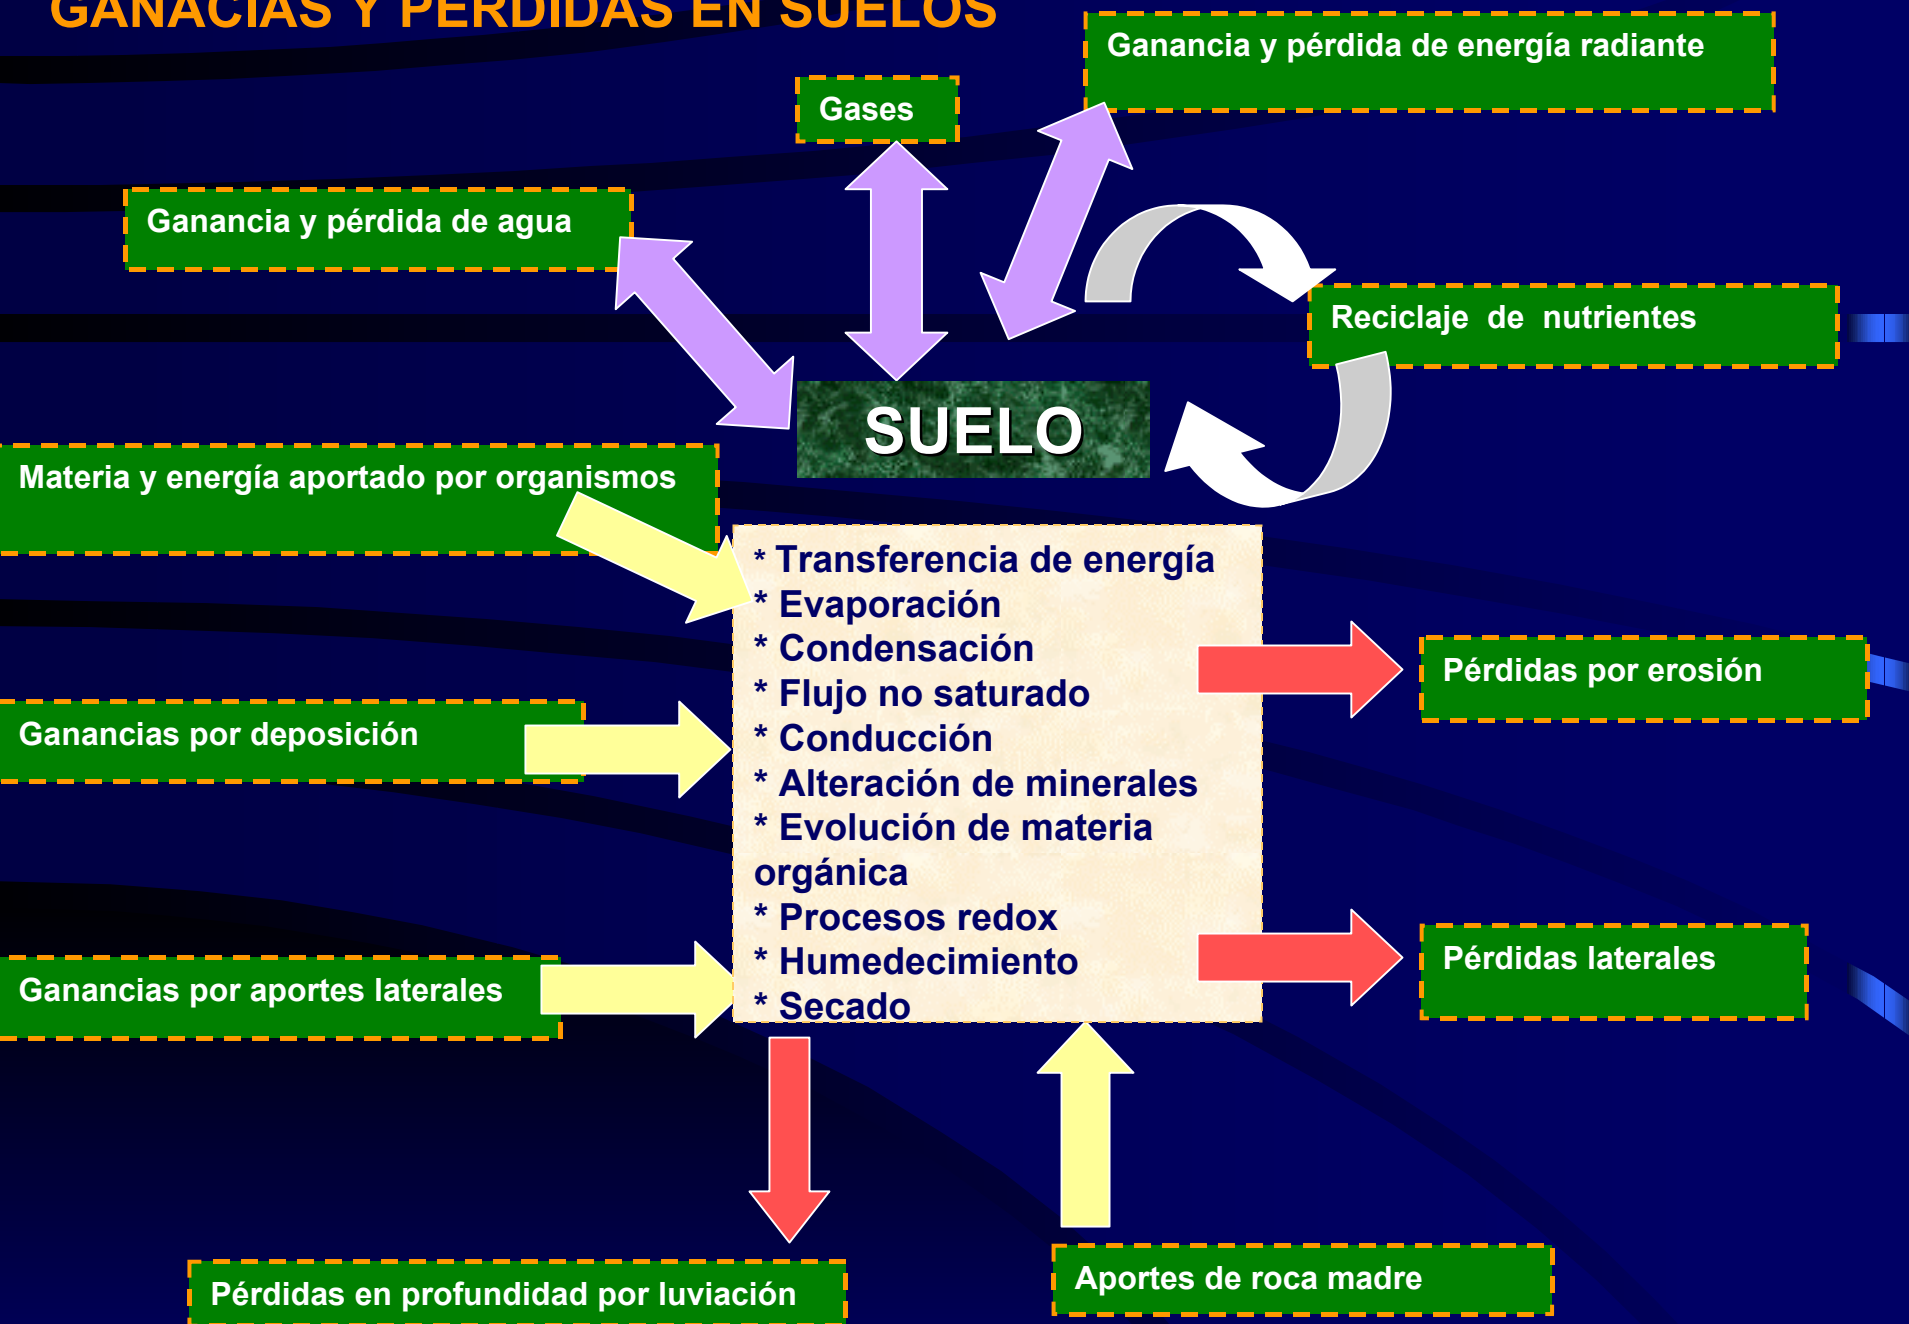 GANACIAS Y PERDIDAS EN SUELOS
Ganancia y pérdida de energía radiante
Gases
Ganancia y pérdida de agua
Reciclaje de nutrientes
SUELO
Materia y energía aportado por organismos
* Transferencia de energía
* Evaporación
* Condensación
* Flujo no saturado
* Conducción
* Alteración de minerales
* Evolución de materia
orgánica
* Procesos redox
* Humedecimiento
* Secado
Pérdidas por erosión
Ganancias por deposición
Pérdidas laterales
Ganancias por aportes laterales
Aportes de roca madre
Pérdidas en profundidad por luviación